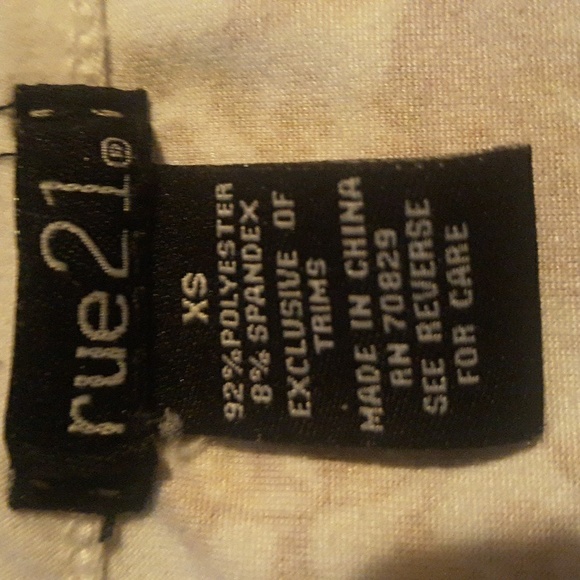 rue21®
XS
92%POLYESTER
8%SPANDEX
EXCLUSIVE OF
TRIMS
MADE IN CHINA
RN 70829
SEE REVERSE
FOR CARE